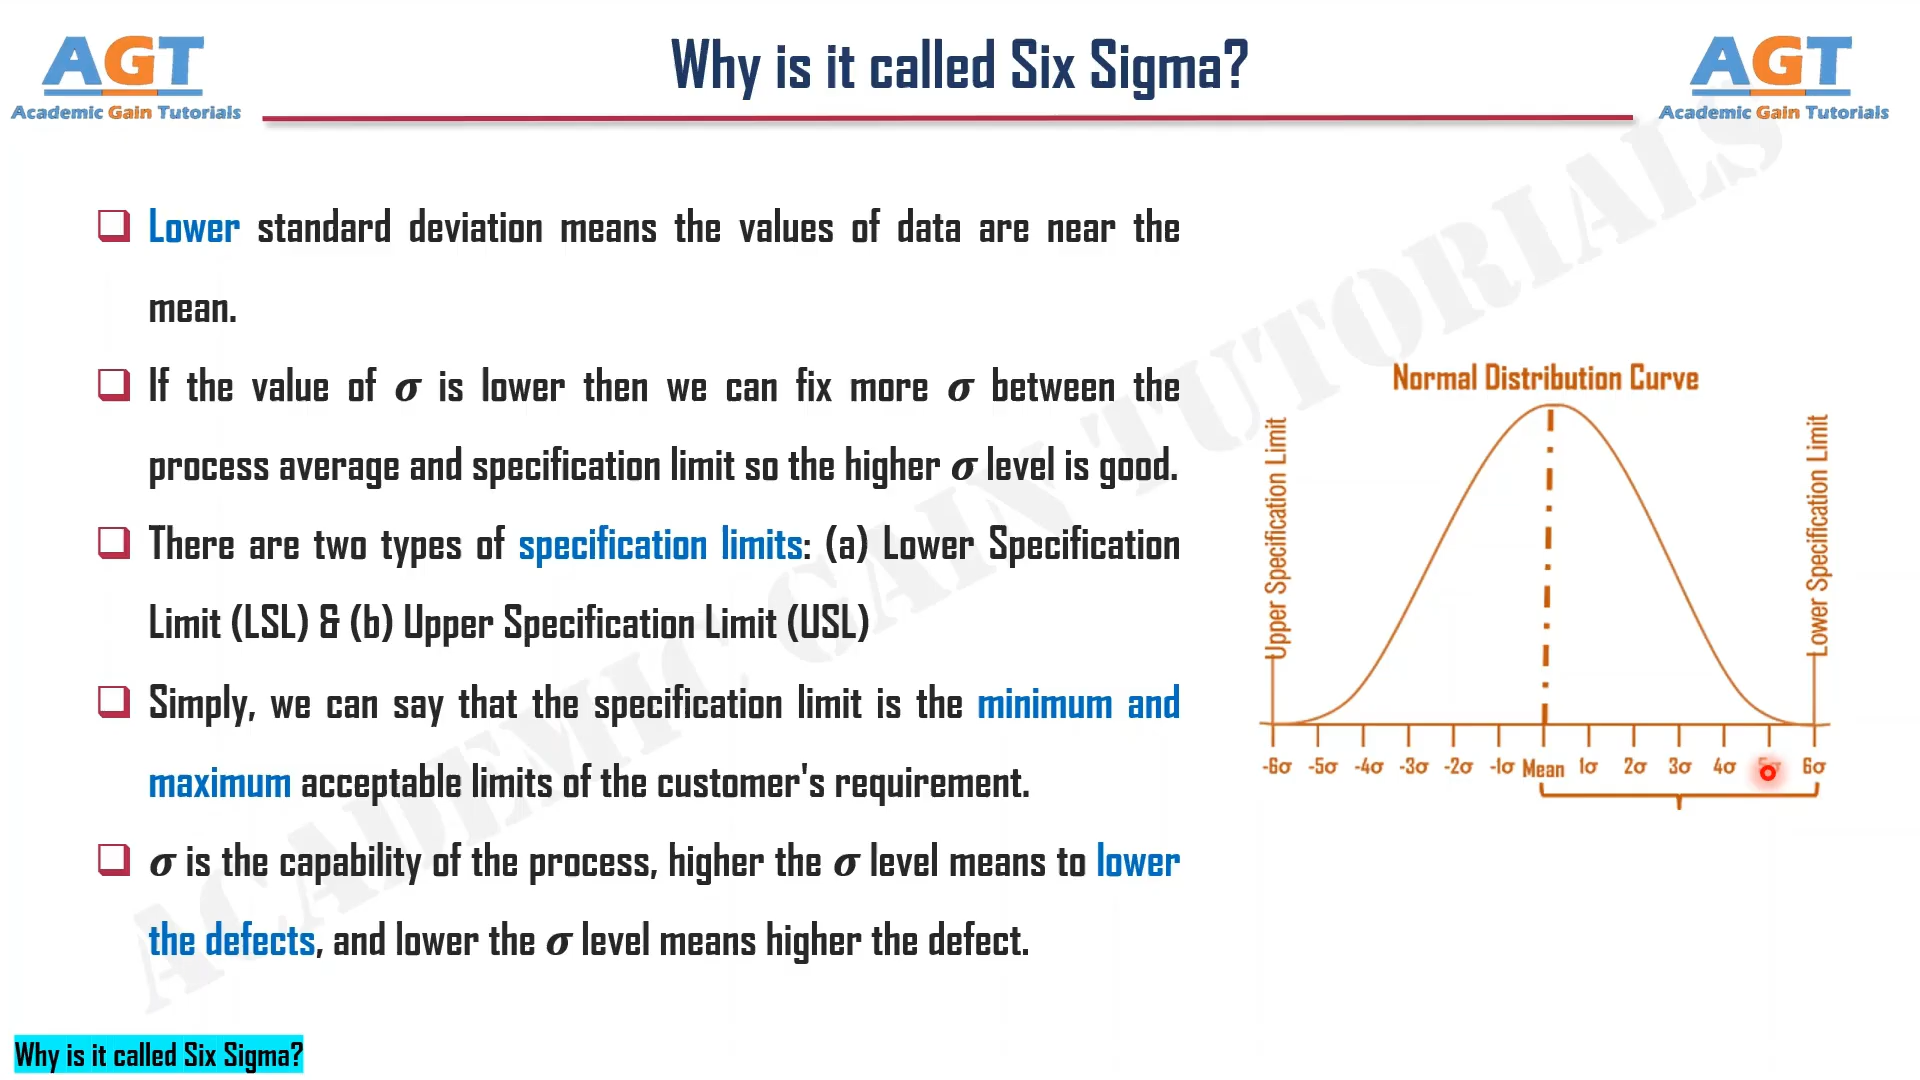 AGT
Academic Gain Tutorials
Why is it called Six Sigma?
AGT
Academic Gain Tutorials
Lower standard deviation means the values of data are near the
mean.
If the value of σ is lower then we can fix more σ between the
process average and specification limit so the higher σ level is good.
There are two types of specification limits: (a) Lower Specification
Limit (LSL) & (b) Upper Specification Limit (USL)
Simply, we can say that the specification limit is the minimum and
maximum acceptable limits of the customer's requirement.
σ is the capability of the process, higher the σ level means to lower
the defects, and lower the σ level means higher the defect.
Normal Distribution Curve
Upper Specification Limit
Lower Specification Limit
-6σ -5σ -4σ -3σ -2σ -1σ Mean 1σ 2σ 3σ 4σ 5σ 6σ
ACADEMIC GAIN TUTORIALS
Why is it called Six Sigma?